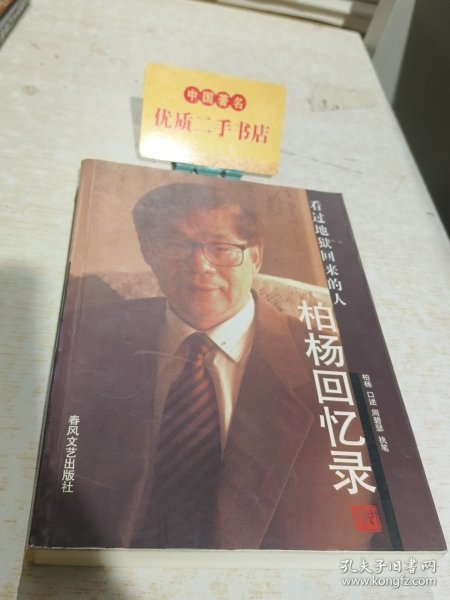 中国著名
优质二手书店
看过地狱回来的人
柏杨回忆录
柏杨 口述 周碧瑟 执笔
春风文艺出版社
孔夫子旧书网
www.kongfz.com